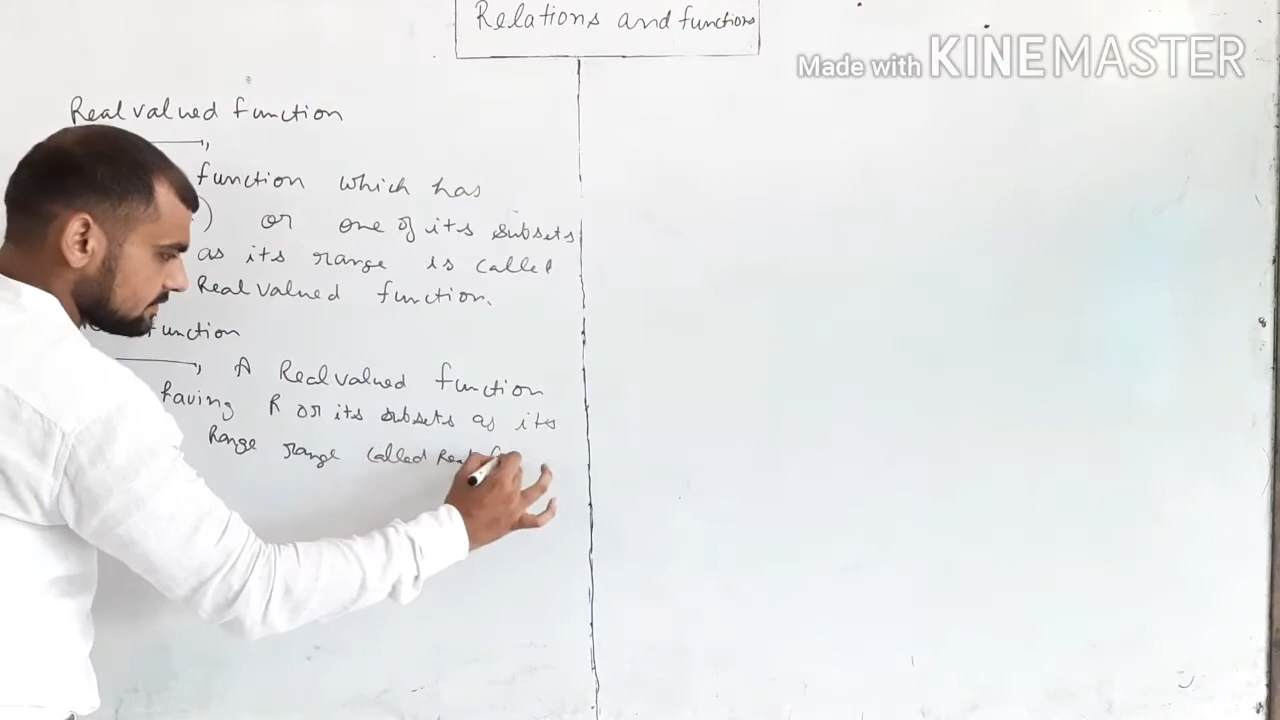 Relations and functions
Made with KINEMASTER
Real valued function
function which has
) or one of its subsets
as its range is called
Real valued function.
function
A Real valued function
having R or its subsets as its
Range range called Real